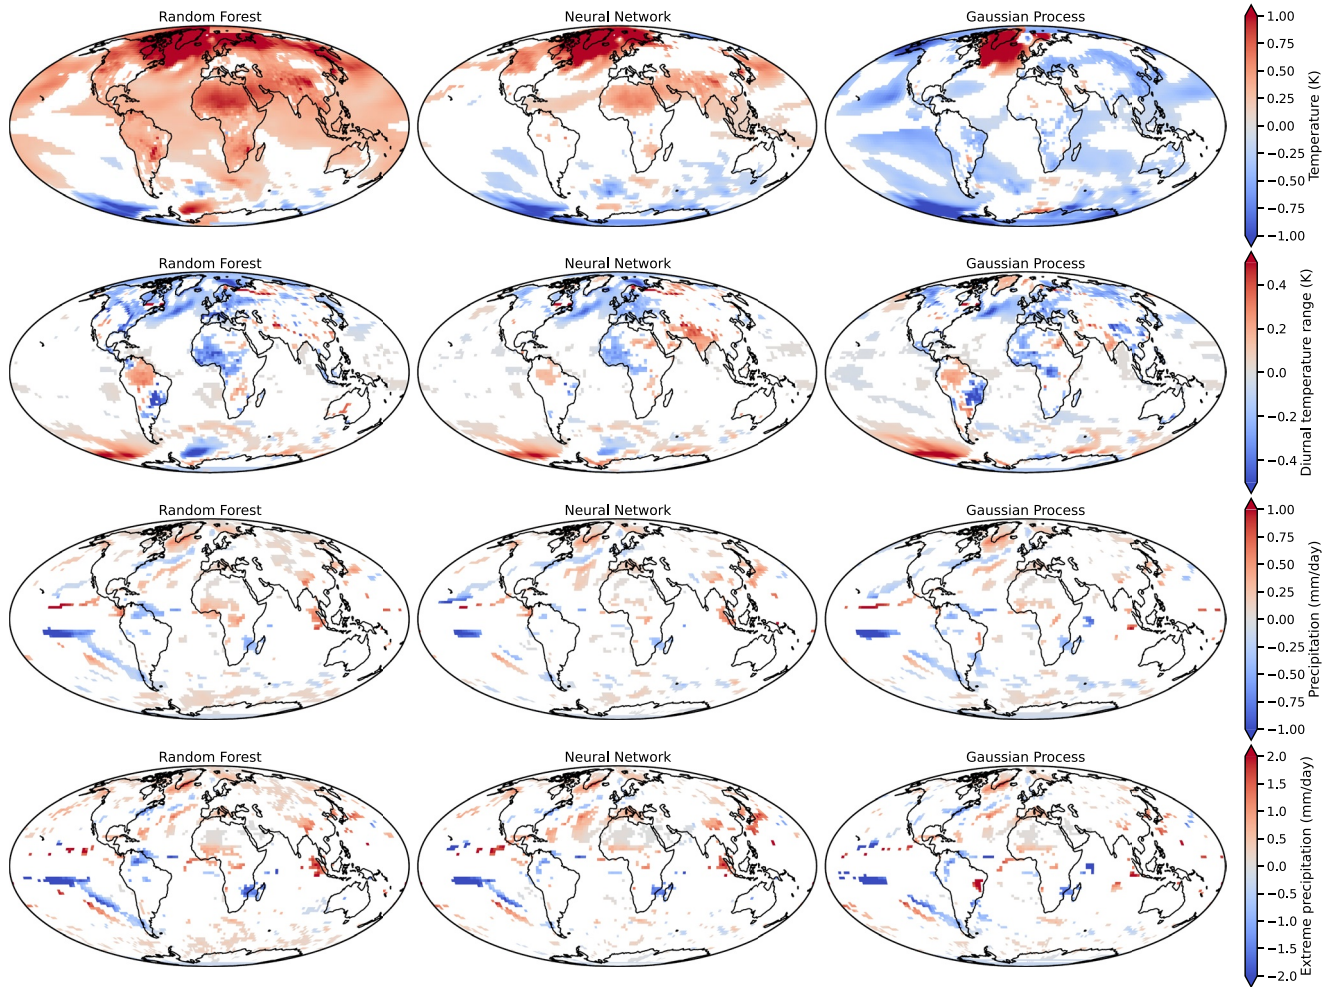 Random Forest
Neural Network
Gaussian Process
1.00
0.75
0.50
0.25
0.00
−0.25
−0.50
−0.75
−1.00
Temperature (K)
Random Forest
Neural Network
Gaussian Process
0.4
0.2
0.0
−0.2
−0.4
Diurnal temperature range (K)
Random Forest
Neural Network
Gaussian Process
1.00
0.75
0.50
0.25
0.00
−0.25
−0.50
−0.75
−1.00
Precipitation (mm/day)
Random Forest
Neural Network
Gaussian Process
2.0
1.5
1.0
0.5
0.0
−0.5
−1.0
−1.5
−2.0
Extreme precipitation (mm/day)